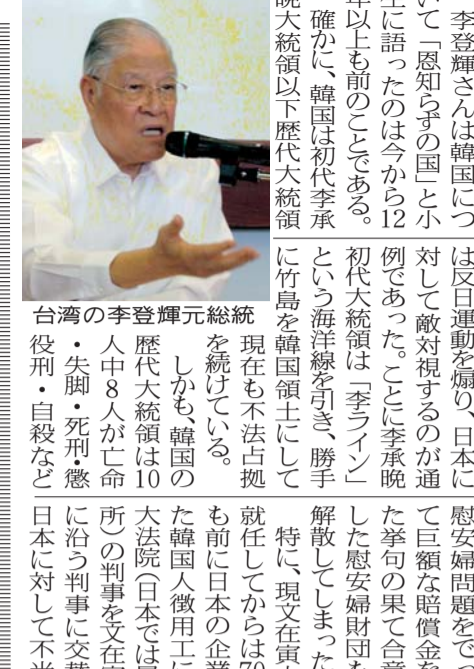 李登輝さんは韓国につ
いて「恩知らずの国」と小
生に語ったのは今から12
年以上も前のことである。
確かに、韓国は初代李承
晩大統領以下歴代大統領
台湾の李登輝元総統
は反日運動を煽り、日本に
対して敵対視するのが通
例であった。ことに李承晩
初代大統領は「李ライン」
という海洋線を引き、勝手
に竹島を韓国領土にして
現在も不法占拠
を続けている。
しかも、韓国の
歴代大統領は10
人中8人が亡命
・失脚・死刑・懲
役刑・自殺など
慰安婦問題をで
て巨額な賠償金を
た挙句の果て合意
した慰安婦財団を
解散してしまった
特に、現文在寅
就任してからは70
も前に日本の企業
た韓国人徴用工に
大法院(日本では最
所)の判事を文在寅
に沿う判事に交替
日本に対して不当